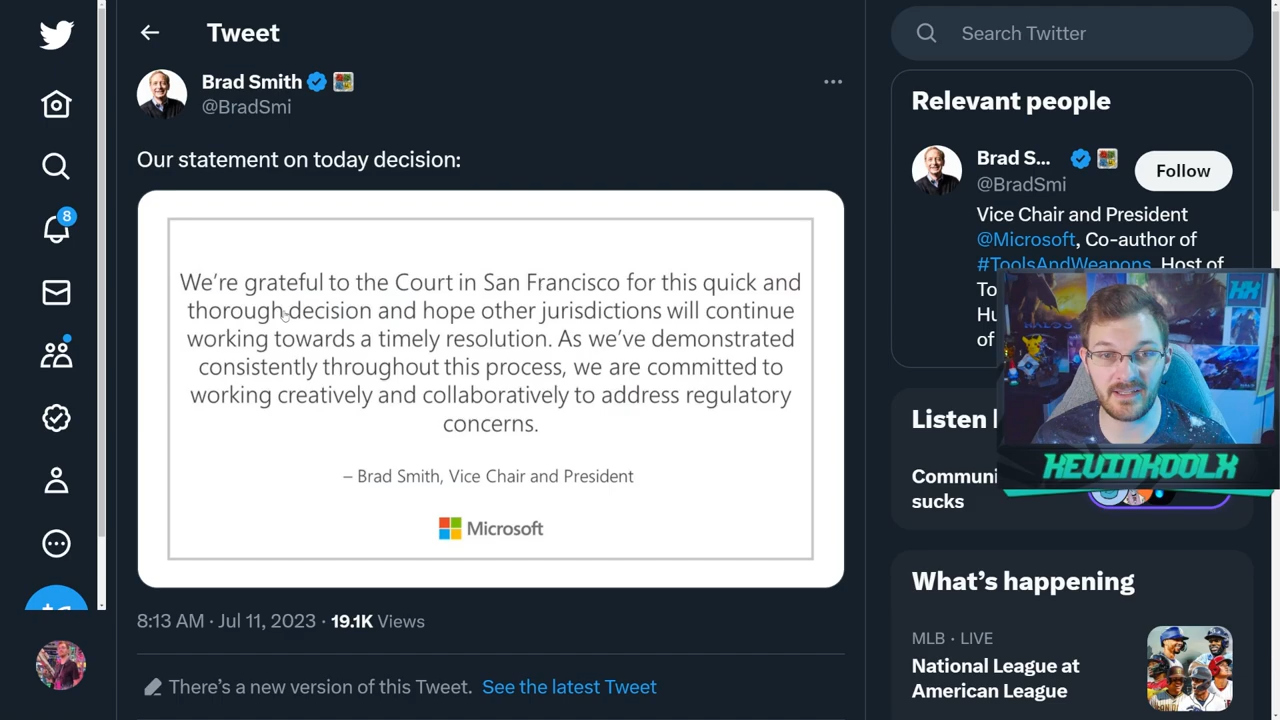 Tweet
Brad Smith
@BradSmi
Our statement on today decision:
We're grateful to the Court in San Francisco for this quick and
thorough decision and hope other jurisdictions will continue
working towards a timely resolution. As we've demonstrated
consistently throughout this process, we are committed to
working creatively and collaboratively to address regulatory
concerns.
– Brad Smith, Vice Chair and President
Microsoft
8:13 AM · Jul 11, 2023 · 19.1K Views
There's a new version of this Tweet. See the latest Tweet
8
Search Twitter
Relevant people
Brad S...
@BradSmi
Follow
Vice Chair and President
@Microsoft, Co-author of
#ToolsAndWeapons. Host of
of
KEVINKOOLX
Listen
Communi
sucks
What's happening
MLB · LIVE
National League at
American League